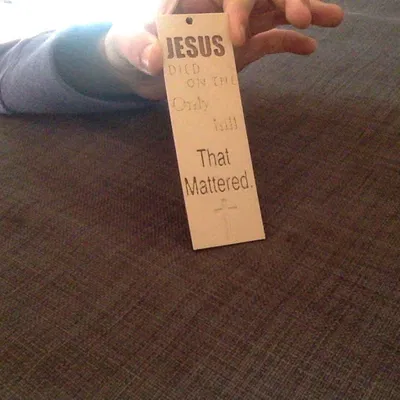 JESUS
DIED
ON THE
Only
hill
That
Mattered.